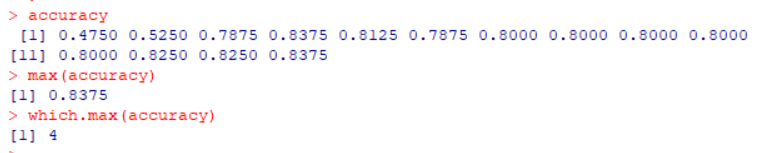 > accuracy
[1] 0.4750 0.5250 0.7875 0.8375 0.8125 0.7875 0.8000 0.8000 0.8000 0.8000
[11] 0.8000 0.8250 0.8250 0.8375
> max(accuracy)
[1] 0.8375
> which.max(accuracy)
[1] 4